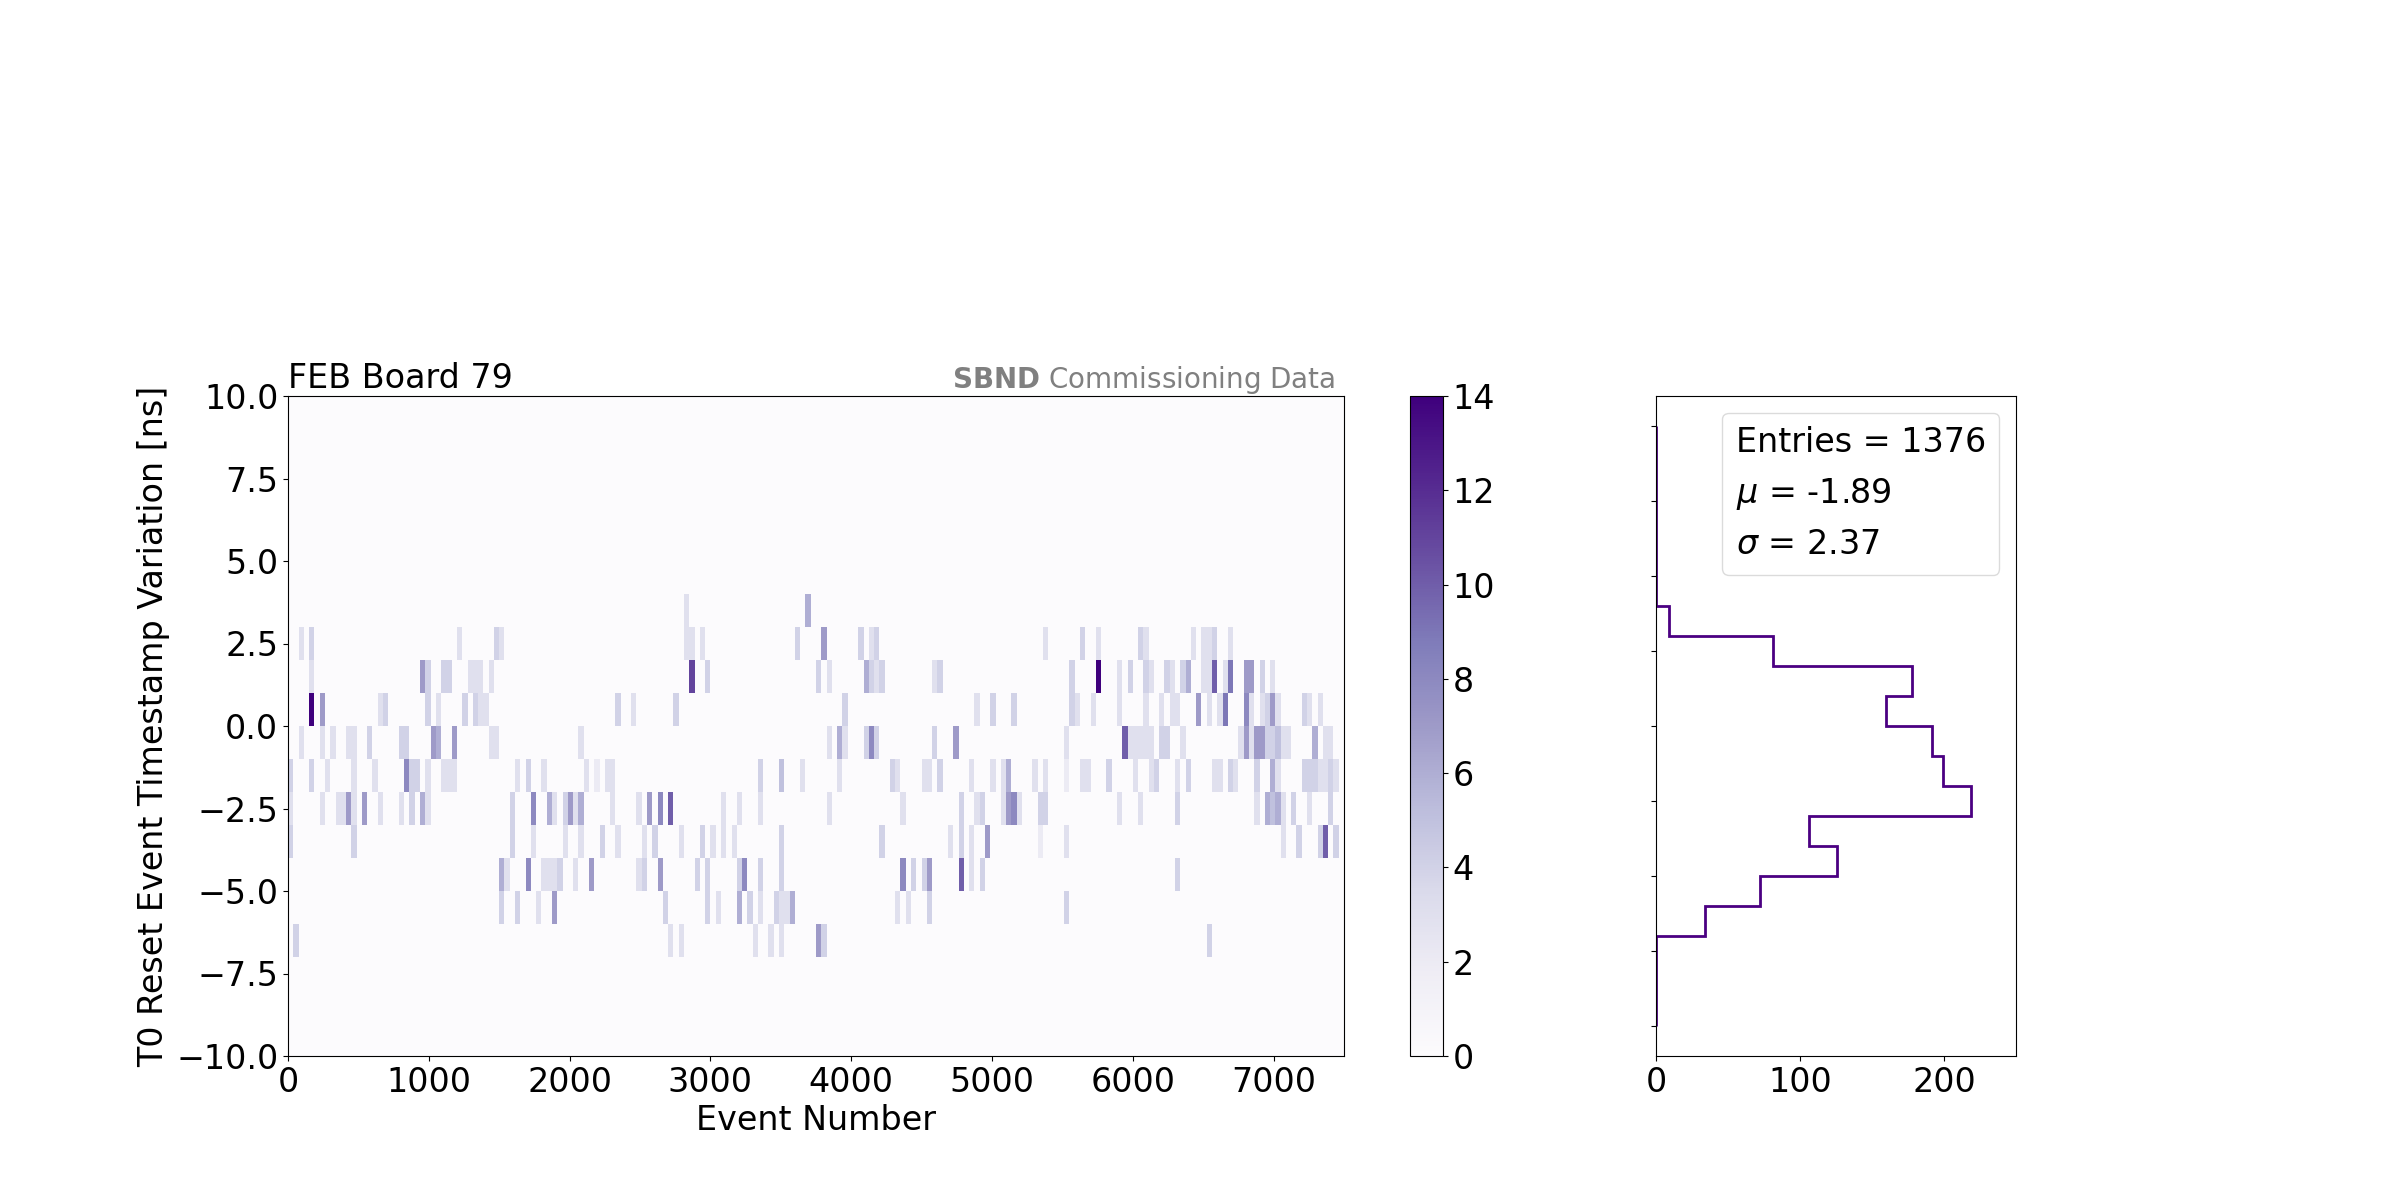 FEB Board 79
SBND Commissioning Data
T0 Reset Event Timestamp Variation [ns]
10.0
7.5
5.0
2.5
0.0
−2.5
−5.0
−7.5
−10.0
0 1000 2000 3000 4000 5000 6000 7000
Event Number
14
12
10
8
6
4
2
0
Entries = 1376
μ = -1.89
σ = 2.37
0 100 200